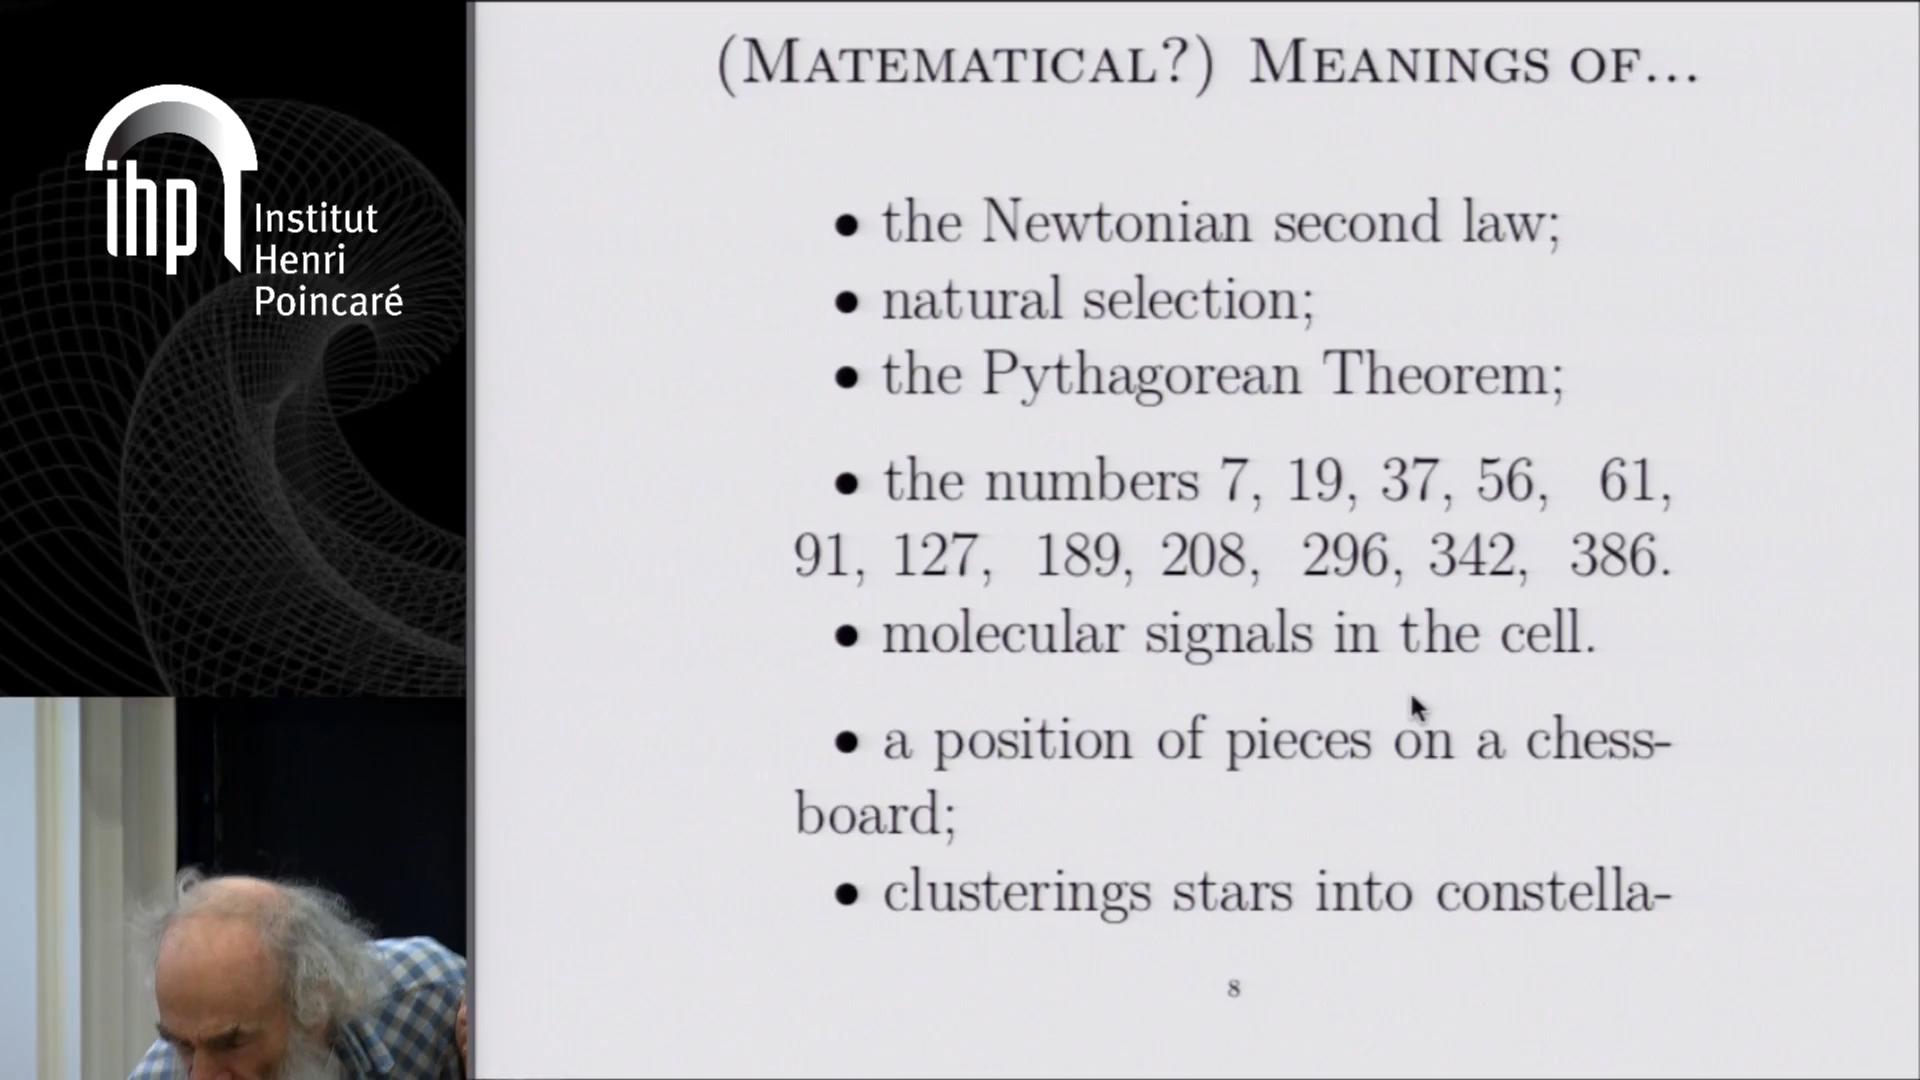 ihp
Institut
Henri
Poincaré
(MATEMATICAL?) MEANINGS OF...
● the Newtonian second law;
● natural selection;
● the Pythagorean Theorem;
● the numbers 7, 19, 37, 56, 61,
91, 127, 189, 208, 296, 342, 386.
● molecular signals in the cell.
● a position of pieces on a chess-
board;
● clusterings stars into constella-
8